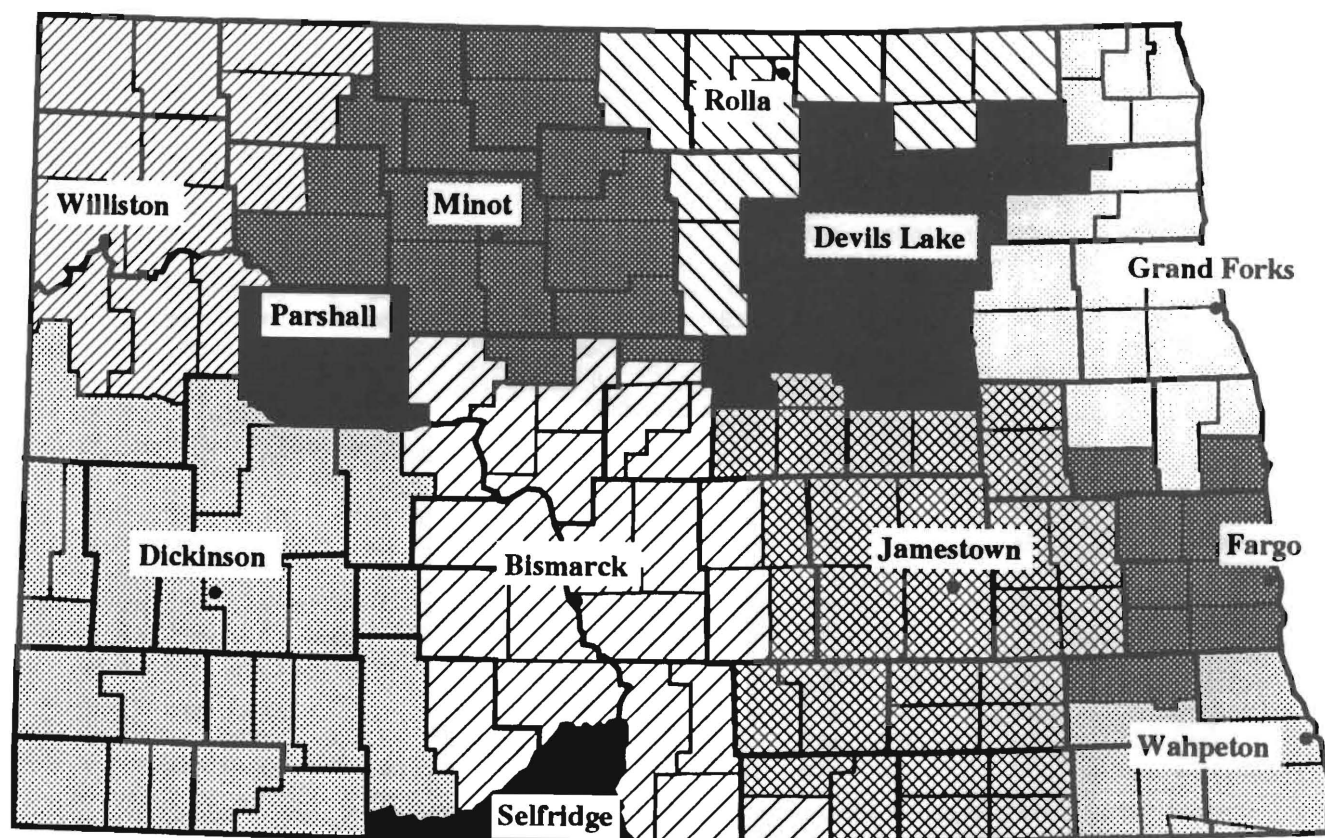 Rolla
Williston
Minot
Devils Lake
Grand Forks
Parshall
Dickinson
Bismarck
Jamestown
Fargo
Wahpeton
Selfridge